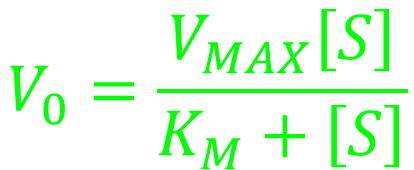 V₀ = V_MAX[S] / (K_M + [S])